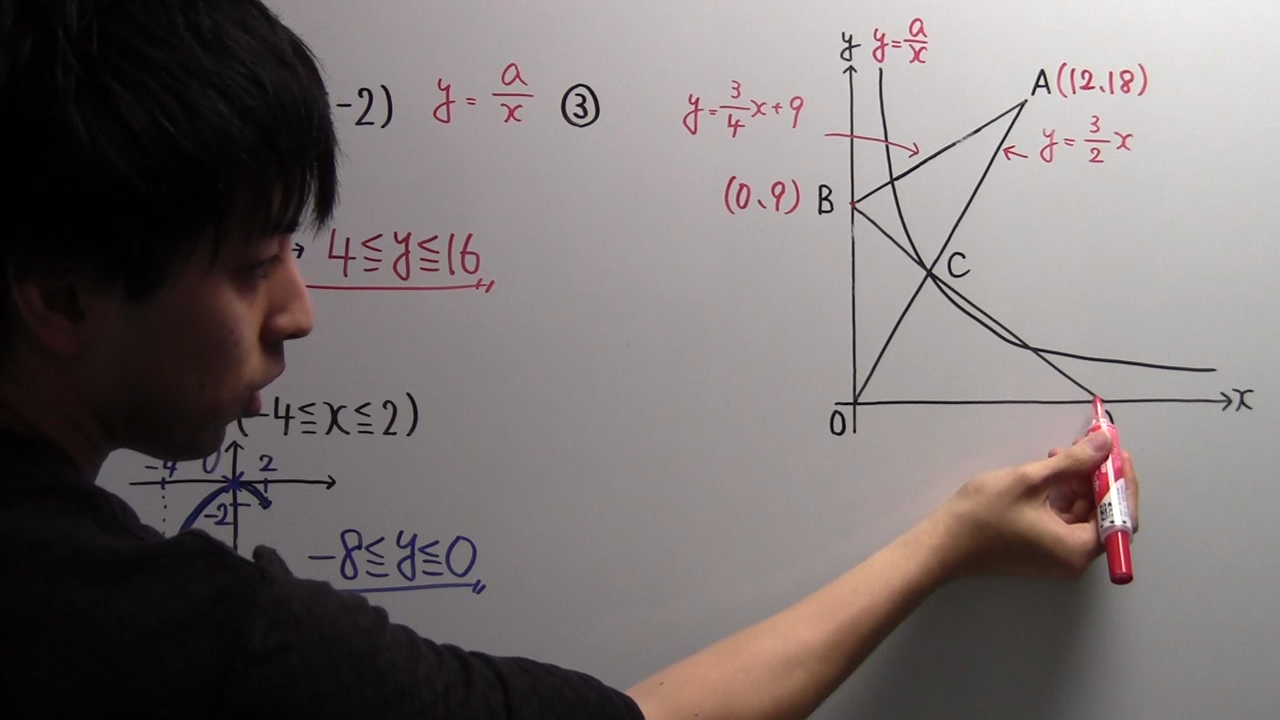 -2) y=a/x ③
→ 4≦y≦16
(-4≦x≦2)
-4 0 2
-2
-8≦y≦0
y y=a/x
A(12、18)
y=3/4x+9
y=3/2x
(0、9) B
C
0 x